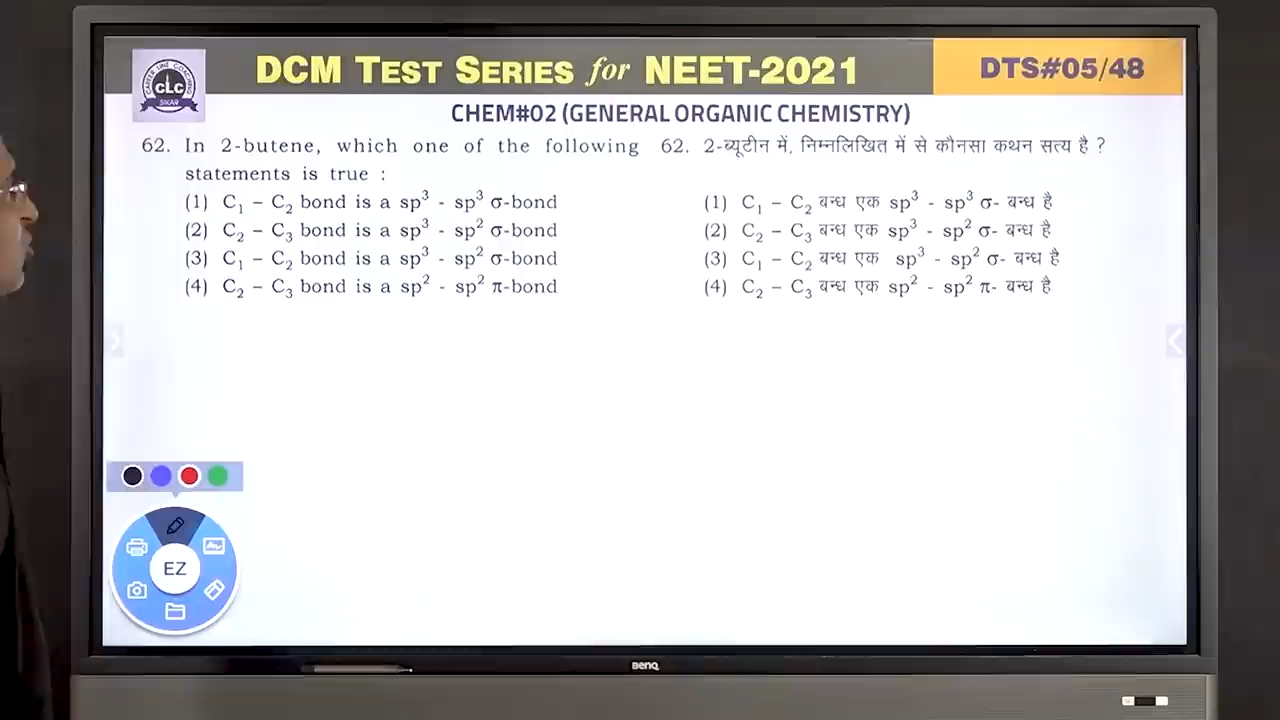 CAREER LINE COACHING
CLC
SIKAR
DCM TEST SERIES for NEET-2021
DTS#05/48
CHEM#02 (GENERAL ORGANIC CHEMISTRY)
62. In 2-butene, which one of the following
statements is true :
(1) C₁ – C₂ bond is a sp³ - sp³ σ-bond
(2) C₂ – C₃ bond is a sp³ - sp² σ-bond
(3) C₁ – C₂ bond is a sp³ - sp² σ-bond
(4) C₂ – C₃ bond is a sp² - sp² π-bond
62. 2-ब्यूटीन में, निम्नलिखित में से कौनसा कथन सत्य है ?
(1) C₁ – C₂ बन्ध एक sp³ - sp³ σ- बन्ध है
(2) C₂ – C₃ बन्ध एक sp³ - sp² σ- बन्ध है
(3) C₁ – C₂ बन्ध एक sp³ - sp² σ- बन्ध है
(4) C₂ – C₃ बन्ध एक sp² - sp² π- बन्ध है
EZ
BenQ